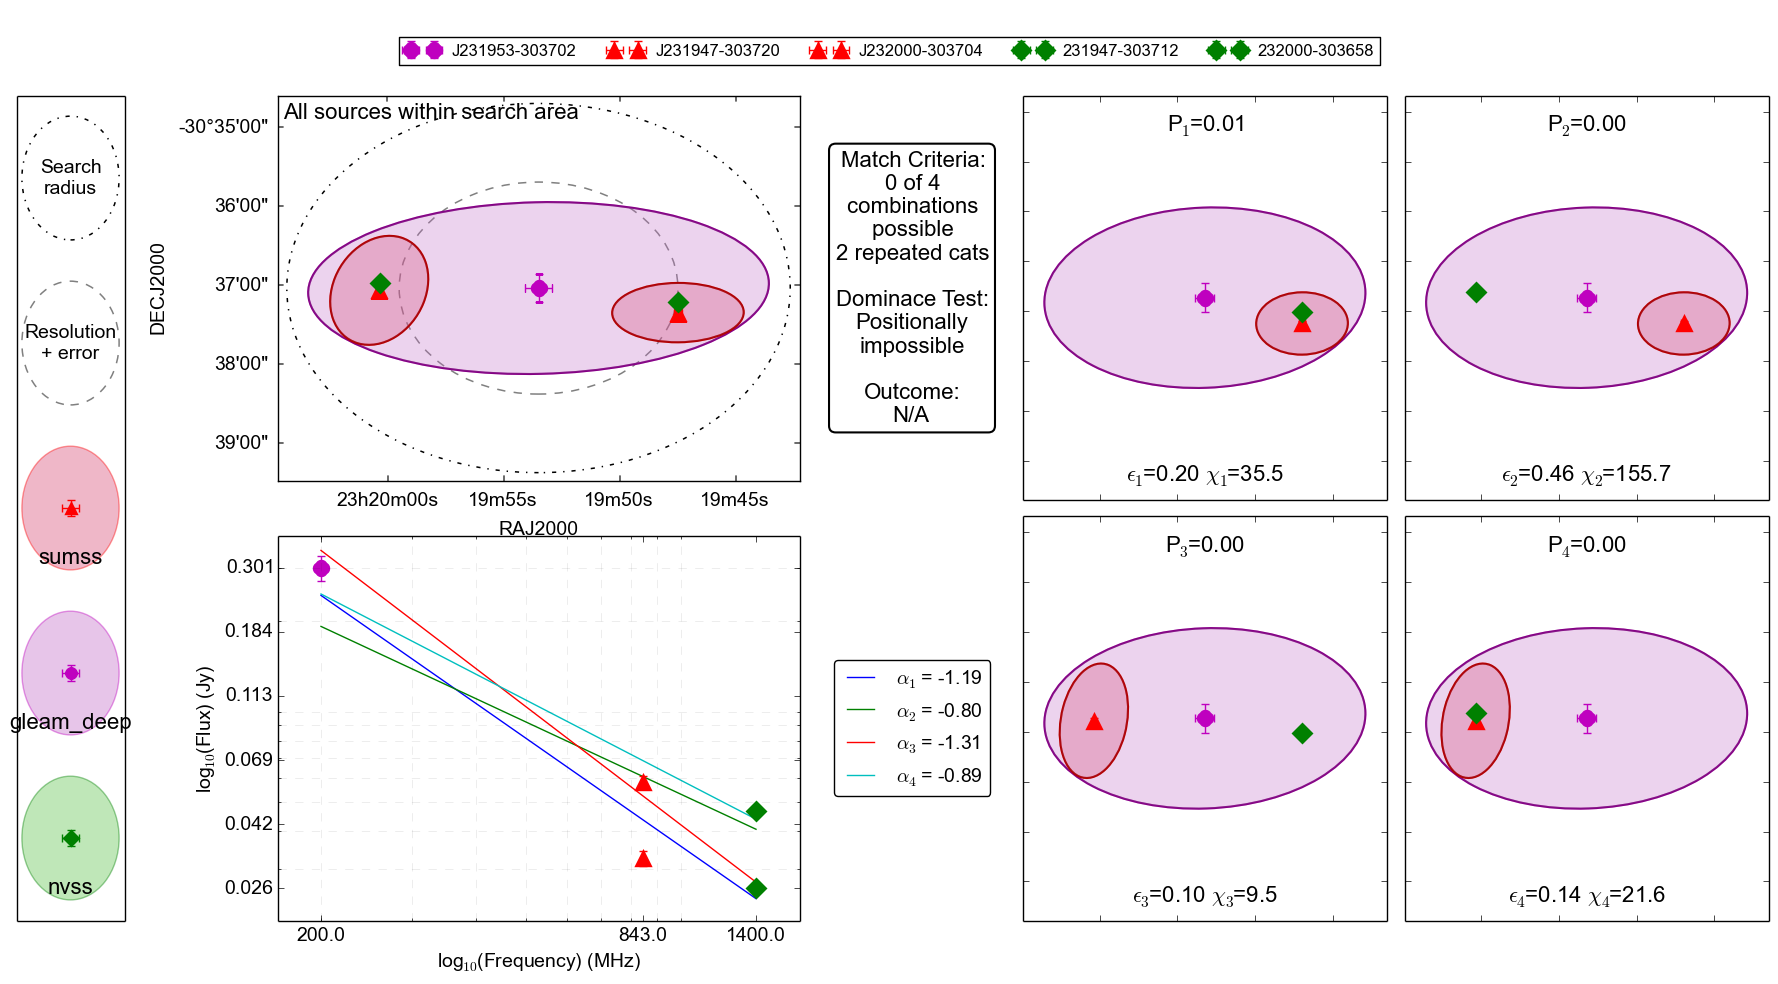 J231953-303702
J231947-303720
J232000-303704
231947-303712
232000-303658
Search
radius
Resolution
+ error
sumss
gleam_deep
nvss
All sources within search area
-30°35'00"
36'00"
37'00"
38'00"
39'00"
DECJ2000
23h20m00s
19m55s
19m50s
19m45s
RAJ2000
Match Criteria:
0 of 4
combinations
possible
2 repeated cats
Dominace Test:
Positionally
impossible
Outcome:
N/A
P1=0.01
ϵ1=0.20 χ1=35.5
P2=0.00
ϵ2=0.46 χ2=155.7
0.301
0.184
0.113
0.069
0.042
0.026
log10(Flux) (Jy)
200.0
843.0
1400.0
log10(Frequency) (MHz)
α1 = -1.19
α2 = -0.80
α3 = -1.31
α4 = -0.89
P3=0.00
ϵ3=0.10 χ3=9.5
P4=0.00
ϵ4=0.14 χ4=21.6